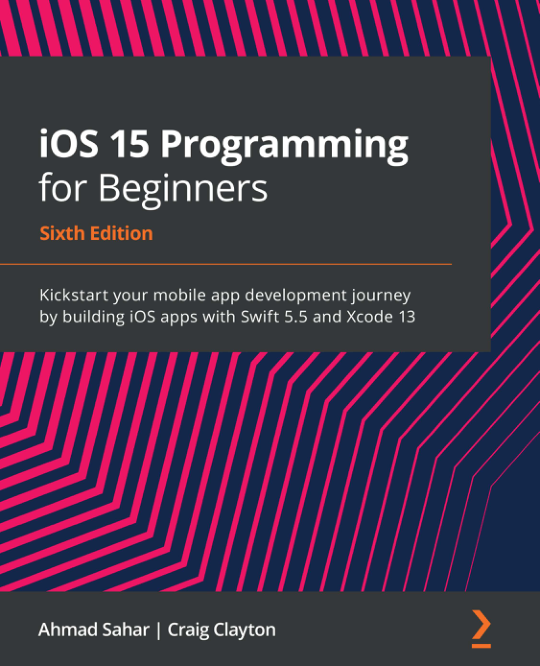 iOS 15 Programming
for Beginners
Sixth Edition
Kickstart your mobile app development journey
by building iOS apps with Swift 5.5 and Xcode 13
Ahmad Sahar | Craig Clayton